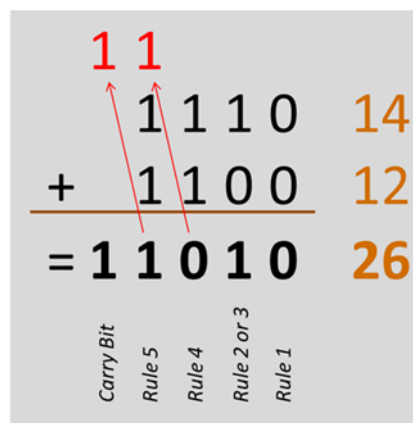 1 1
1 1 1 0 14
+ 1 1 0 0 12
= 1 1 0 1 0 26
Carry Bit
Rule 5
Rule 4
Rule 2 or 3
Rule 1